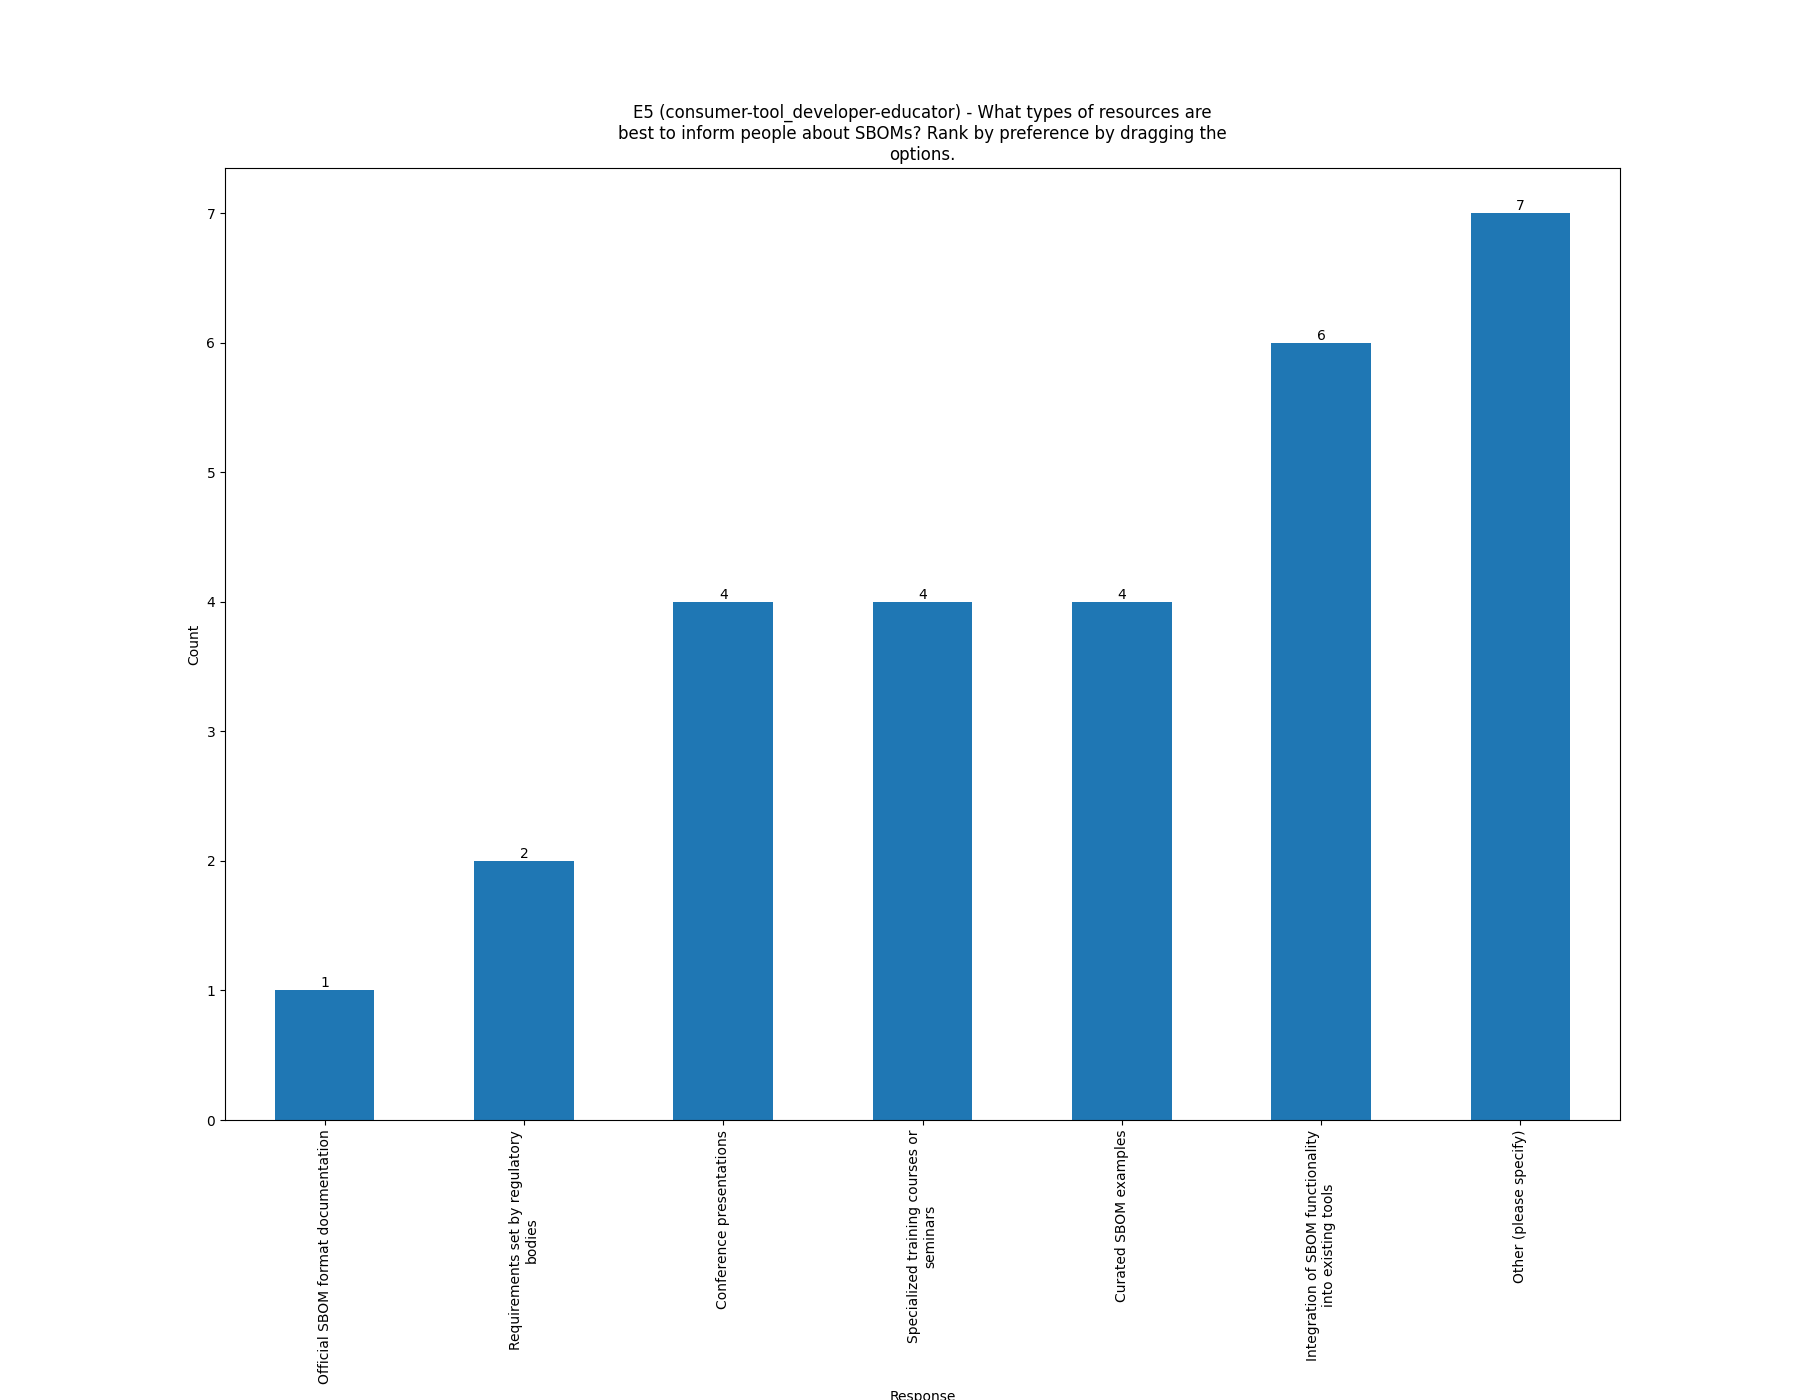 E5 (consumer-tool_developer-educator) - What types of resources are
best to inform people about SBOMs? Rank by preference by dragging the
options.
7
6
5
4
3
2
1
0
Count
1
2
4
4
4
6
7
Official SBOM format documentation
Requirements set by regulatory
bodies
Conference presentations
Specialized training courses or
seminars
Curated SBOM examples
Integration of SBOM functionality
into existing tools
Other (please specify)
Response